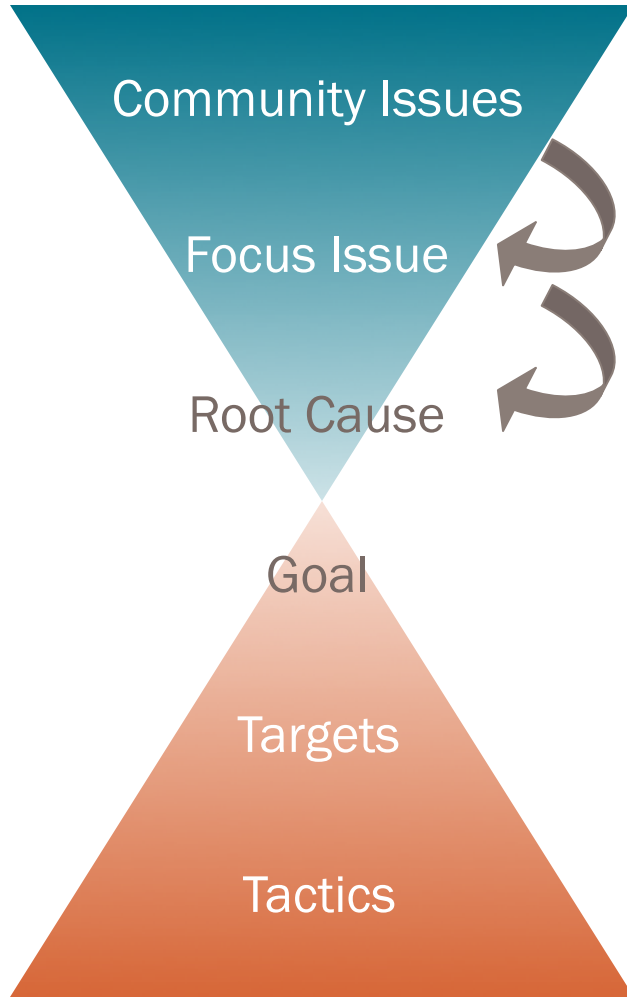 Community Issues
Focus Issue
Root Cause
Goal
Targets
Tactics